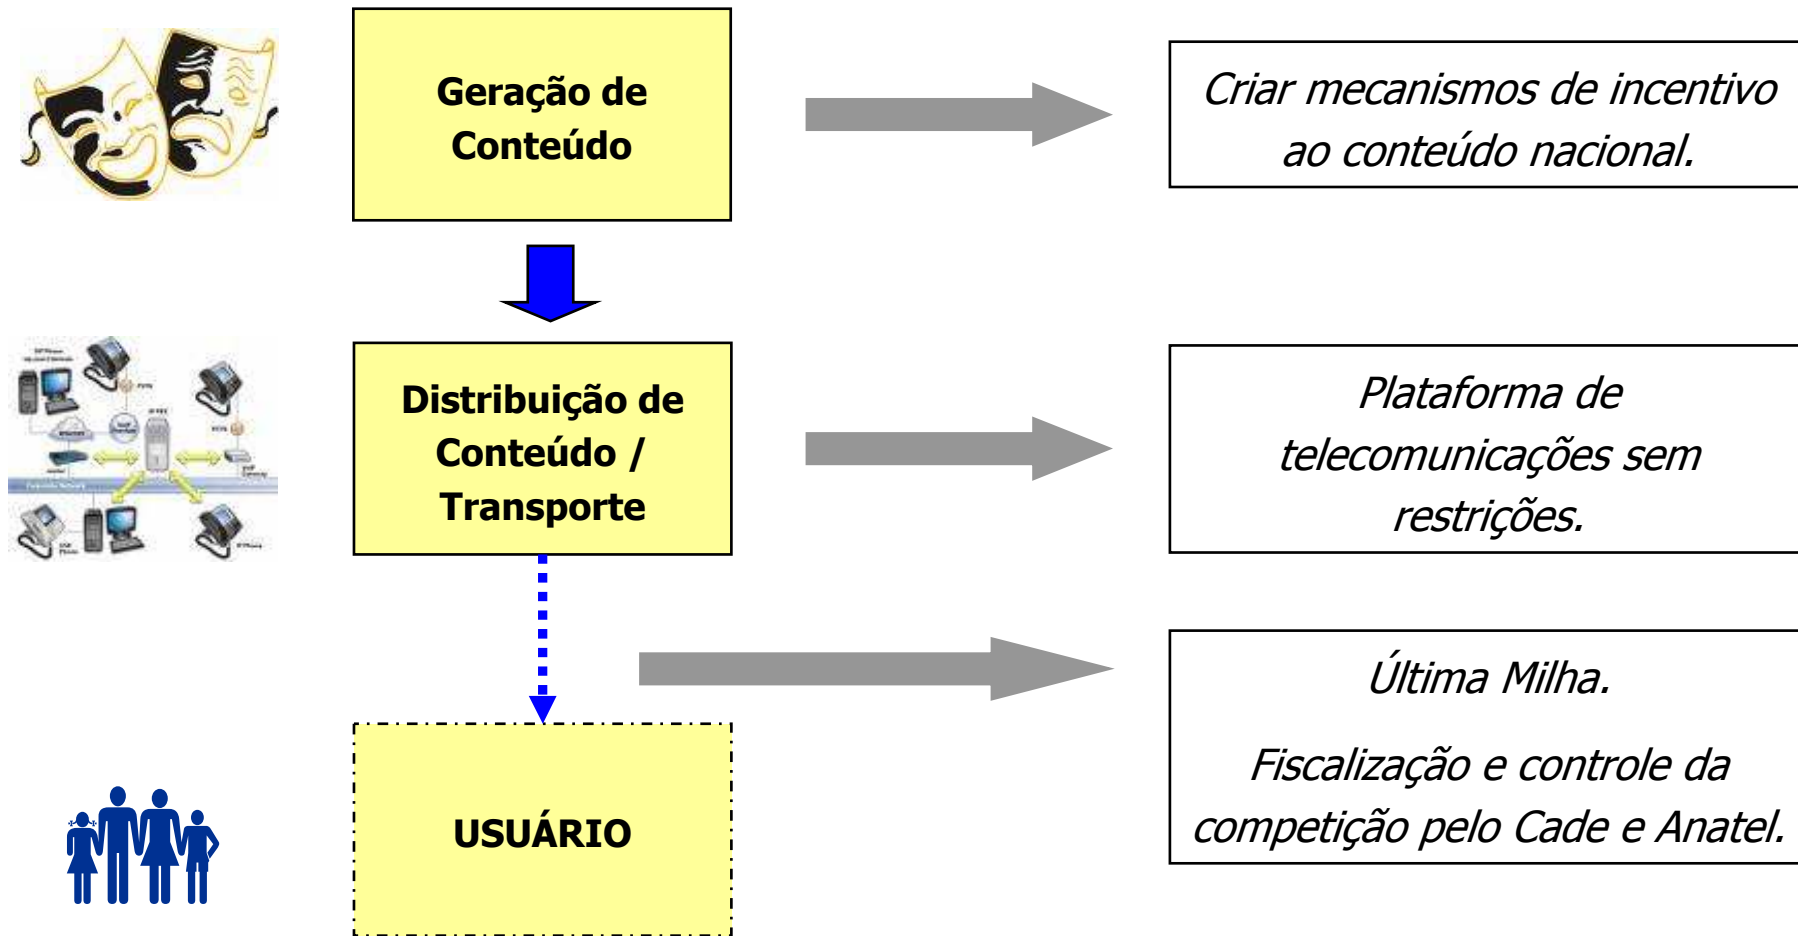 Geração de
Conteúdo
Criar mecanismos de incentivo
ao conteúdo nacional.
Distribuição de
Conteúdo /
Transporte
Plataforma de
telecomunicações sem
restrições.
Última Milha.
Fiscalização e controle da
competição pelo Cade e Anatel.
USUÁRIO